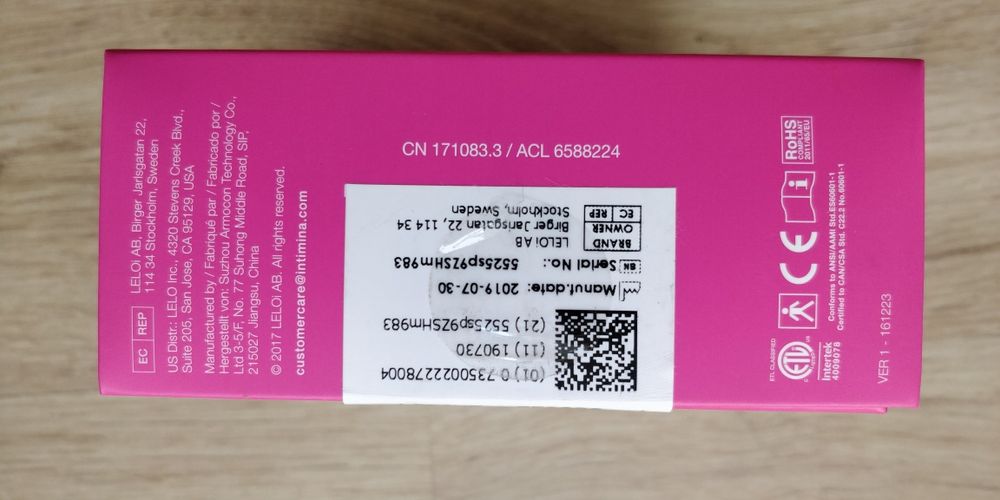 EC REP
LELOi AB, Birger Jarlsgatan 22,
114 34 Stockholm, Sweden
US Distr.: LELO Inc., 4320 Stevens Creek Blvd.,
Suite 205, San Jose, CA 95129, USA
Manufactured by / Fabriqué par / Fabricado por /
Hergestellt von: Suzhou Armocon Technology Co.,
Ltd 3-5/F, No. 77 Suhong Middle Road, SIP,
215027 Jiangsu, China
© 2017 LELOi AB. All rights reserved.
customercare@intimina.com
CN 171083.3 / ACL 6588224
(01) 0 7350022278004
(11) 190730
(21) 5525sp9ZSHm983
Manuf.date: 2019-07-30
SN Serial No.: 5525sp9ZSHm983
BRAND OWNER
LELOi AB
EC REP
Birger Jarlsgatan 22, 114 34
Stockholm, Sweden
ETL CLASSIFIED
ETL
Intertek
4009078
Conforms to ANSI/AAMI Std.ES60601-1
Certified to CAN/CSA Std. C22.2 No.60601-1
CE
RoHS
COMPLIANT
2011/65/EU
VER 1 - 161223